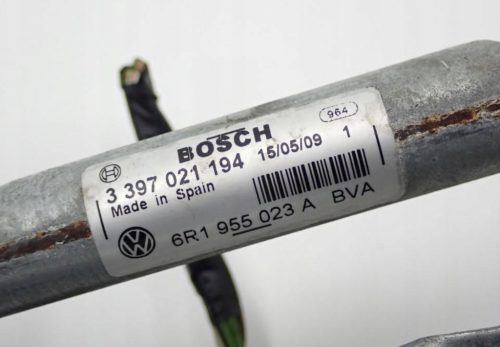 964
BOSCH
3 397 021 194 15/05/09 1
Made in Spain
6R1 955 023 A BVA